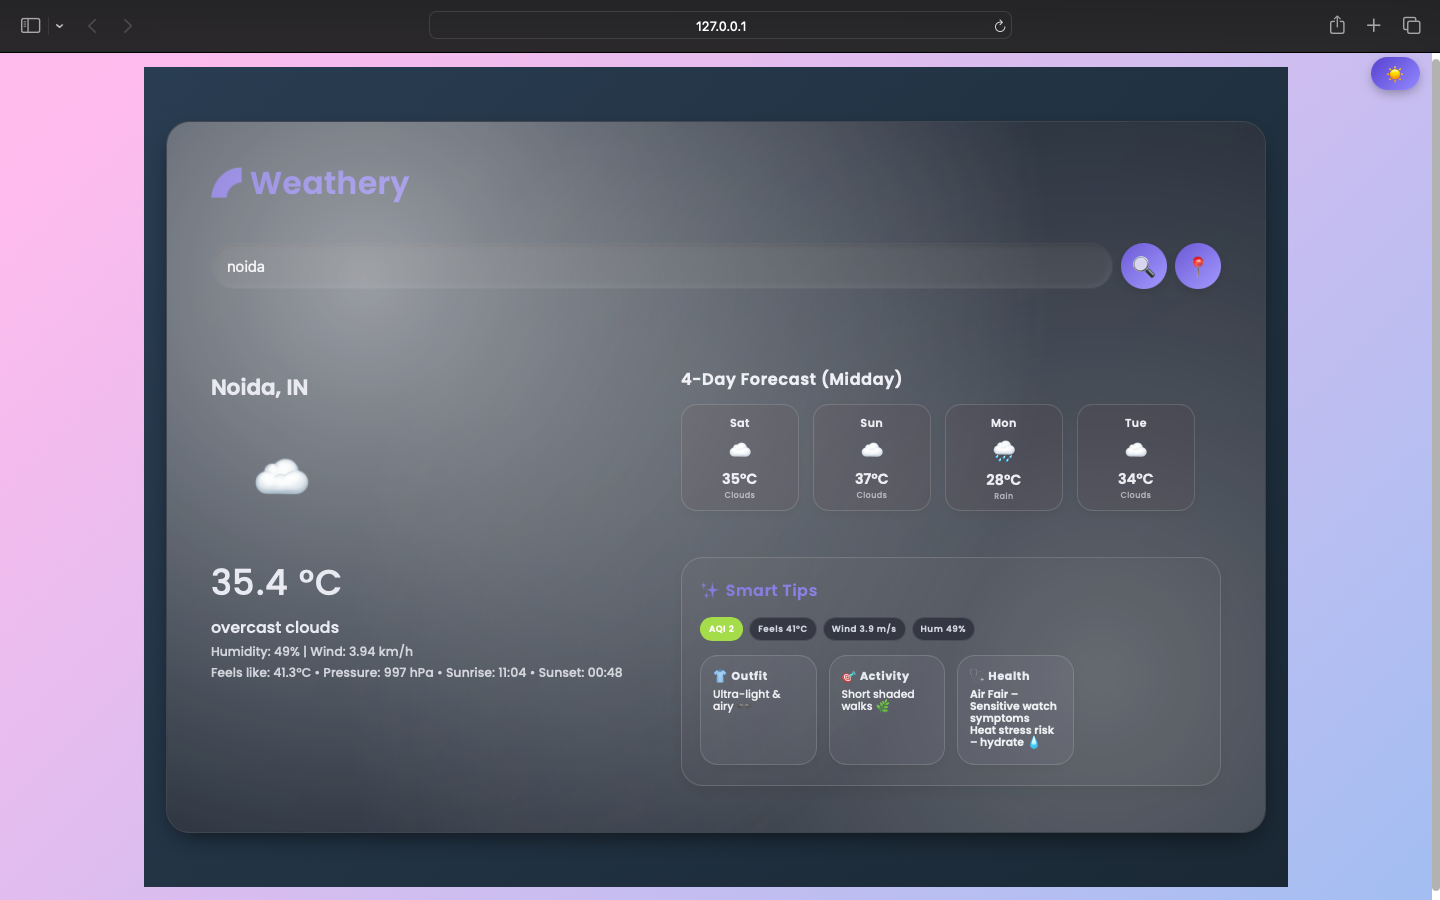 127.0.0.1
Weathery
noida
Noida, IN
35.4 °C
overcast clouds
Humidity: 49% | Wind: 3.94 km/h
Feels like: 41.3°C • Pressure: 997 hPa • Sunrise: 11:04 • Sunset: 00:48
4-Day Forecast (Midday)
Sat
35°C
Clouds
Sun
37°C
Clouds
Mon
28°C
Rain
Tue
34°C
Clouds
✨ Smart Tips
AQI 2
Feels 41°C
Wind 3.9 m/s
Hum 49%
👕 Outfit
Ultra-light &
airy 🕶️
🎯 Activity
Short shaded
walks 🌿
🩺 Health
Air Fair –
Sensitive watch
symptoms
Heat stress risk
– hydrate 💧